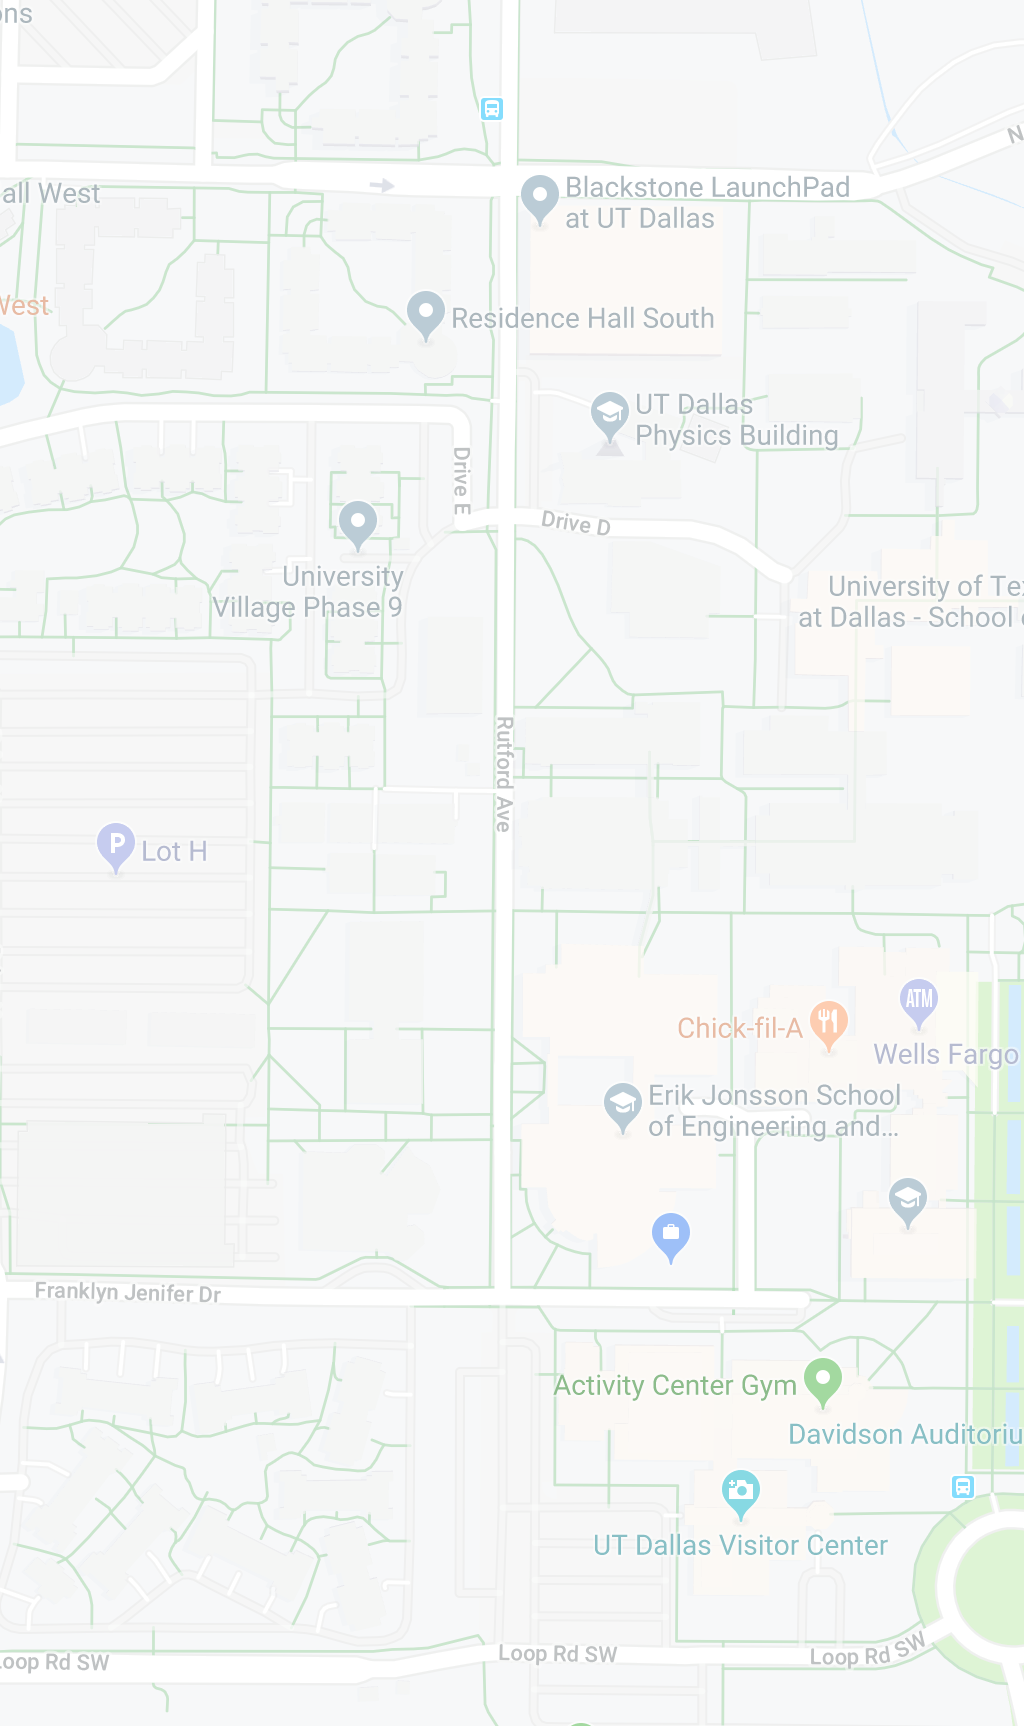 ons
all West
Blackstone LaunchPad
at UT Dallas
West
Residence Hall South
UT Dallas
Physics Building
Drive E
Drive D
University
Village Phase 9
University of Te
at Dallas - School
Rutford Ave
P
Lot H
ATM
Chick-fil-A
Wells Fargo
Erik Jonsson School
of Engineering and...
Franklyn Jenifer Dr
Activity Center Gym
Davidson Auditoriu
UT Dallas Visitor Center
Loop Rd SW
Loop Rd SW
Loop Rd SW
N